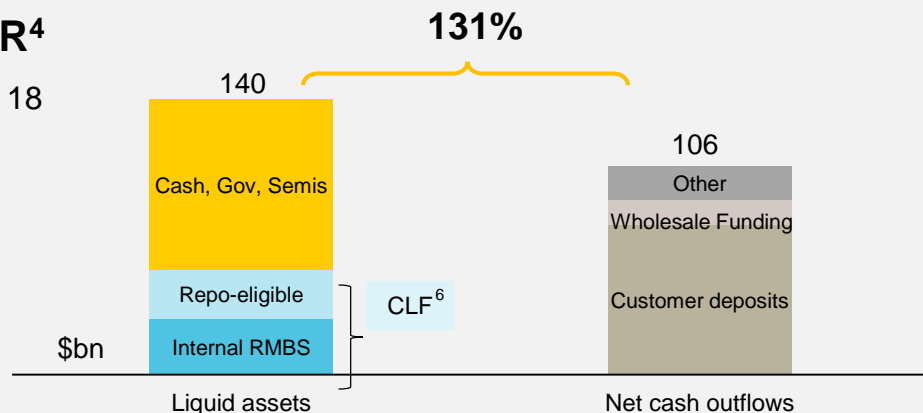 R⁴
131%
18
140
106
Cash, Gov, Semis
Other
Wholesale Funding
Repo-eligible
CLF⁶
Customer deposits
$bn
Internal RMBS
Liquid assets
Net cash outflows